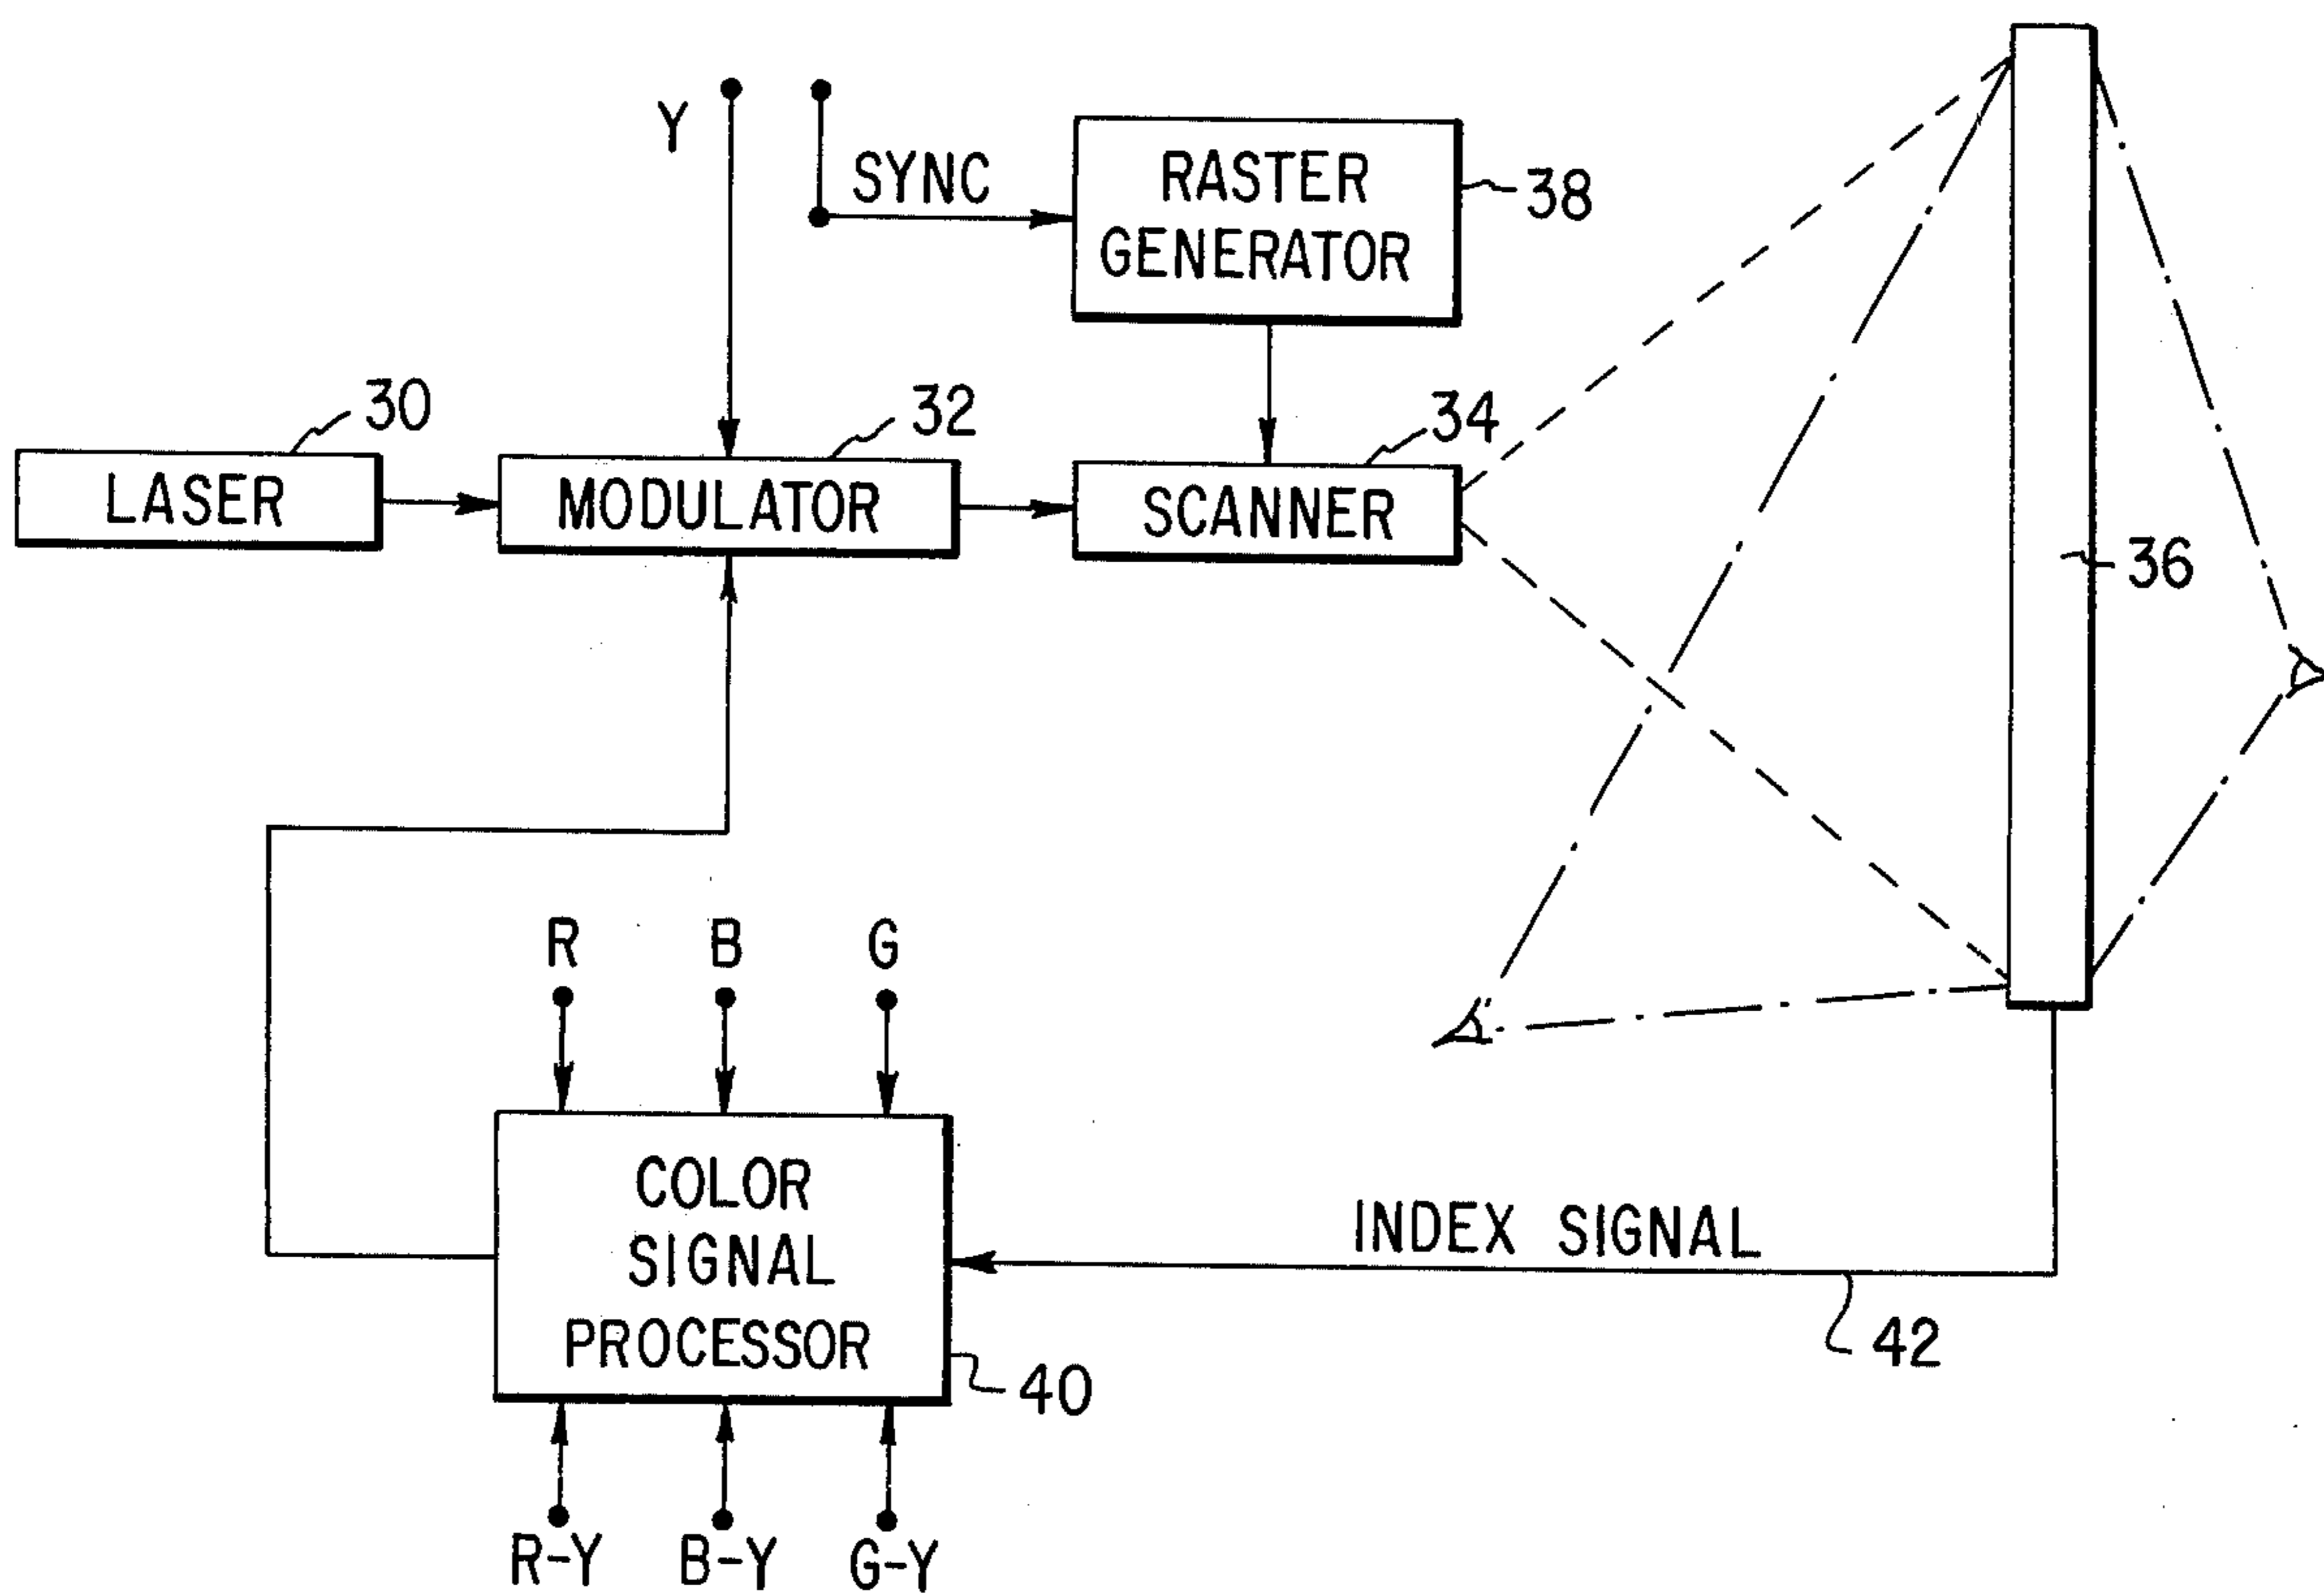 Y
SYNC
RASTER
GENERATOR
38
30
32
34
LASER
MODULATOR
SCANNER
36
R B G
COLOR
SIGNAL
PROCESSOR
INDEX SIGNAL
42
40
R-Y B-Y G-Y